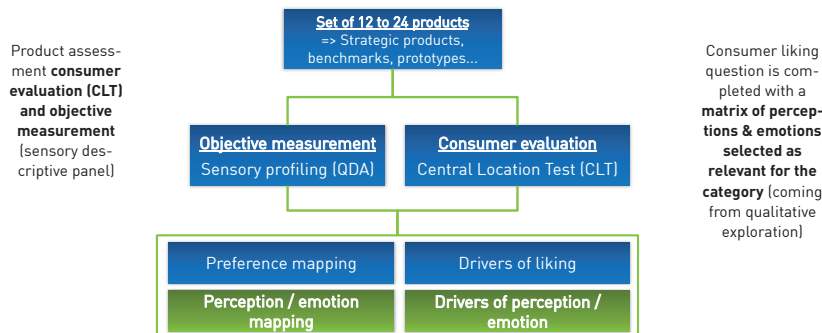 Set of 12 to 24 products
=> Strategic products,
benchmarks, prototypes...
Product assess-
ment consumer
evaluation (CLT)
and objective
measurement
(sensory des-
criptive panel)
Consumer liking
question is com-
pleted with a
matrix of percep-
tions & emotions
selected as
relevant for the
category (coming
from qualitative
exploration)
Objective measurement
Sensory profiling (QDA)
Consumer evaluation
Central Location Test (CLT)
Preference mapping
Drivers of liking
Perception / emotion
mapping
Drivers of perception /
emotion